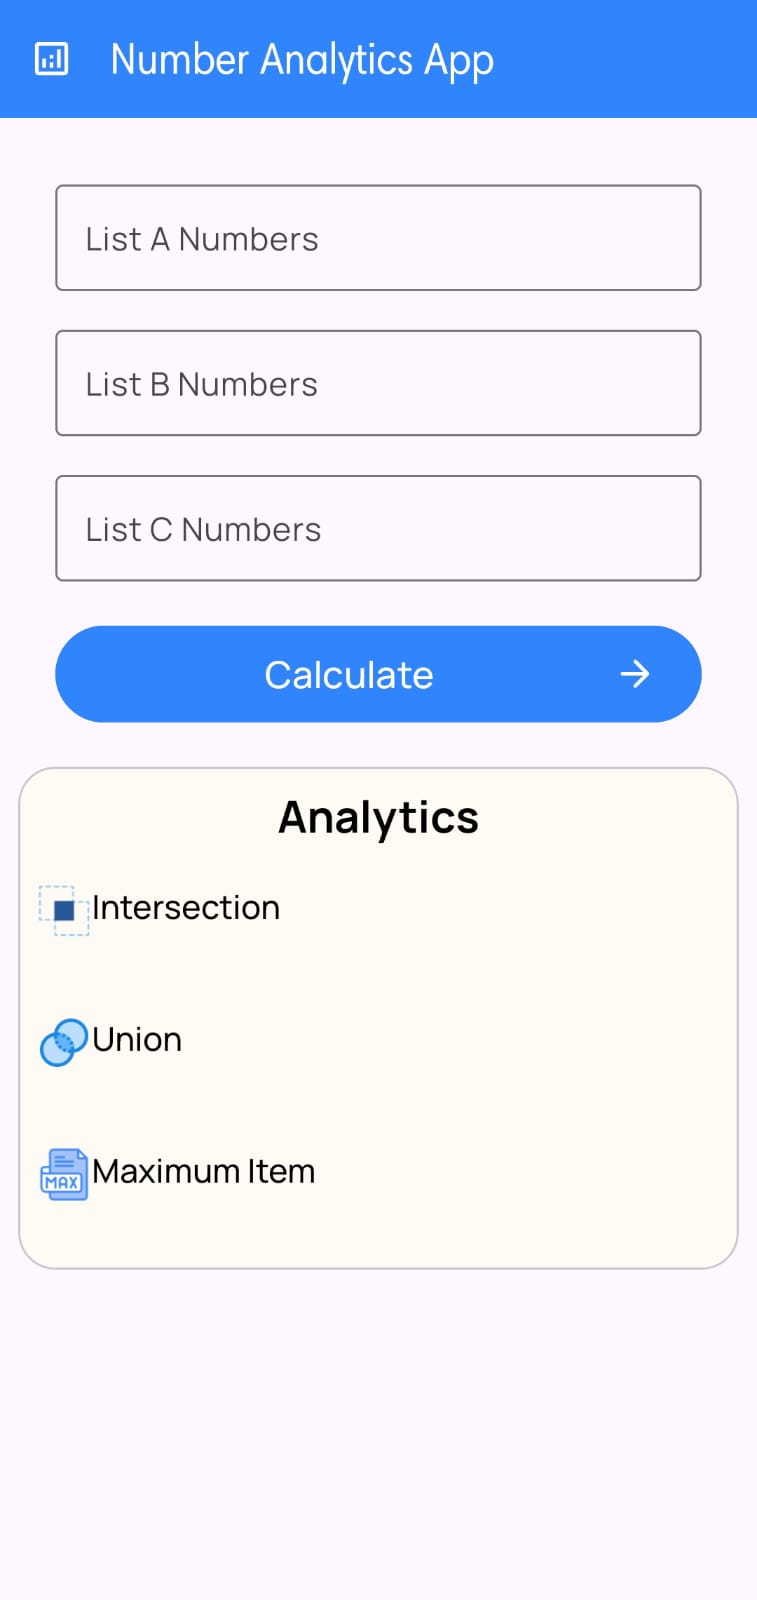 Number Analytics App
List A Numbers
List B Numbers
List C Numbers
Calculate
Analytics
Intersection
Union
MAX
Maximum Item